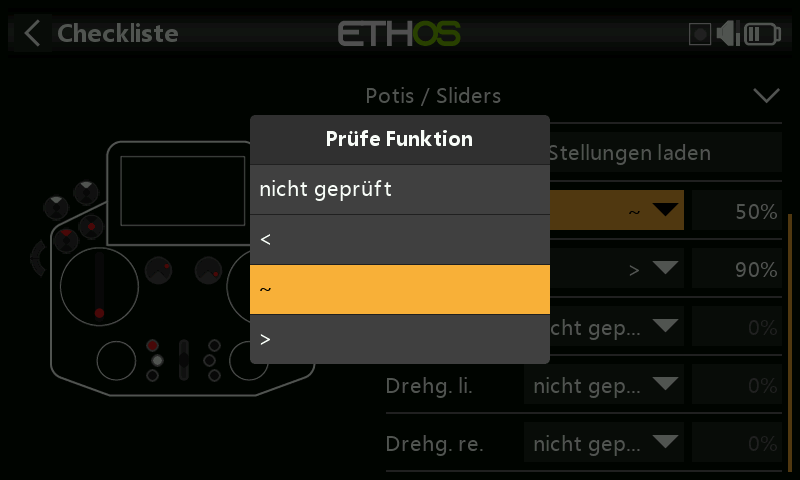 Checkliste
ETHOS
Potis / Sliders
Prüfe Funktion
Stellungen laden
nicht geprüft
~ 50%
<
> 90%
~
cht gep... 0%
>
Drehg. li. nicht gep... 0%
Drehg. re. nicht gep... 0%